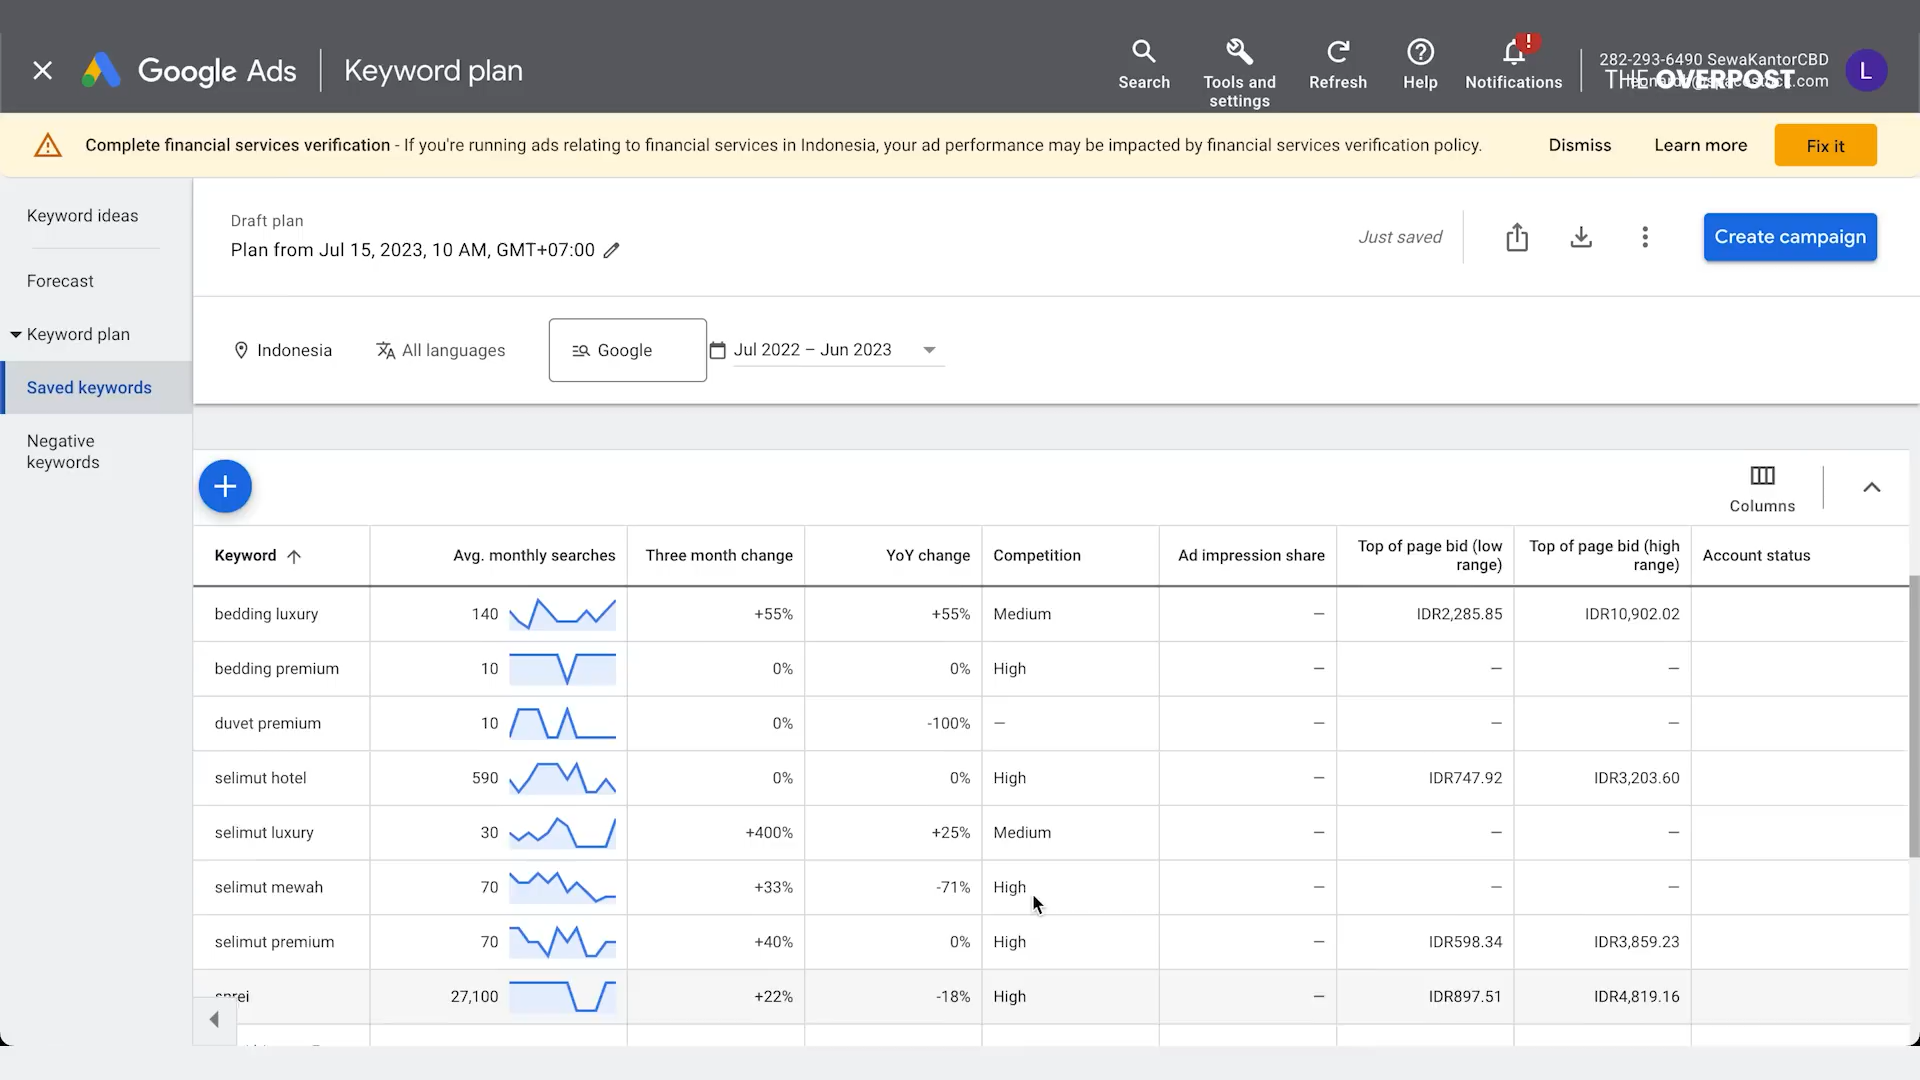 Google Ads
Keyword plan
Search
Tools and
settings
Refresh
Help
Notifications
282-293-6490 SewaKantorCBD
THE OVERPOST
L
Complete financial services verification - If you're running ads relating to financial services in Indonesia, your ad performance may be impacted by financial services verification policy.
Dismiss
Learn more
Fix it
Keyword ideas
Forecast
Keyword plan
Saved keywords
Negative
keywords
Draft plan
Plan from Jul 15, 2023, 10 AM, GMT+07:00
Just saved
Create campaign
Indonesia
All languages
Google
Jul 2022 – Jun 2023
Columns
Keyword Avg. monthly searches Three month change YoY change Competition Ad impression share Top of page bid (low range) Top of page bid (high range) Account status
bedding luxury 140 +55% +55% Medium – IDR2,285.85 IDR10,902.02
bedding premium 10 0% 0% High – – –
duvet premium 10 0% -100% – – – –
selimut hotel 590 0% 0% High – IDR747.92 IDR3,203.60
selimut luxury 30 +400% +25% Medium – – –
selimut mewah 70 +33% -71% High – – –
selimut premium 70 +40% 0% High – IDR598.34 IDR3,859.23
sprei 27,100 +22% -18% High – IDR897.51 IDR4,819.16